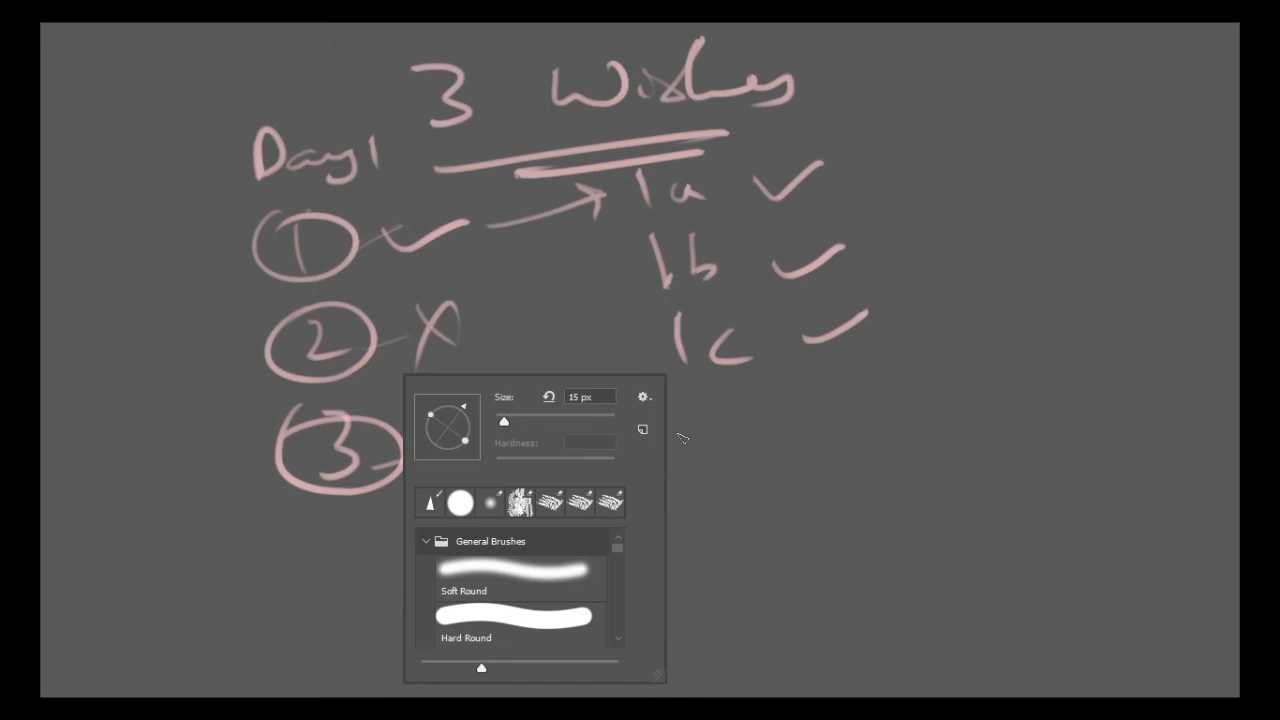 3 Wishes
Day 1
1 ✓ → 1a ✓
1b ✓
2 - X
1c ✓
3 -
Size: 15 px
Hardness:
General Brushes
Soft Round
Hard Round